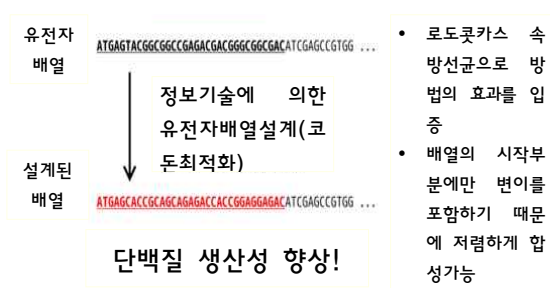 유전자
배열
ATGAGTACGGCGGCCGAGACGACGGGCGGCGACATCGAGCCGTGG ...
정보기술에 의한
유전자배열설계(코
돈최적화)
설계된
배열
ATGAGCACCGCAGCAGAGACCACCGGAGGAGACATCGAGCCGTGG ...
단백질 생산성 향상!
• 로도콧카스 속
방선균으로 방
법의 효과를 입
증
• 배열의 시작부
분에만 변이를
포함하기 때문
에 저렴하게 합
성가능